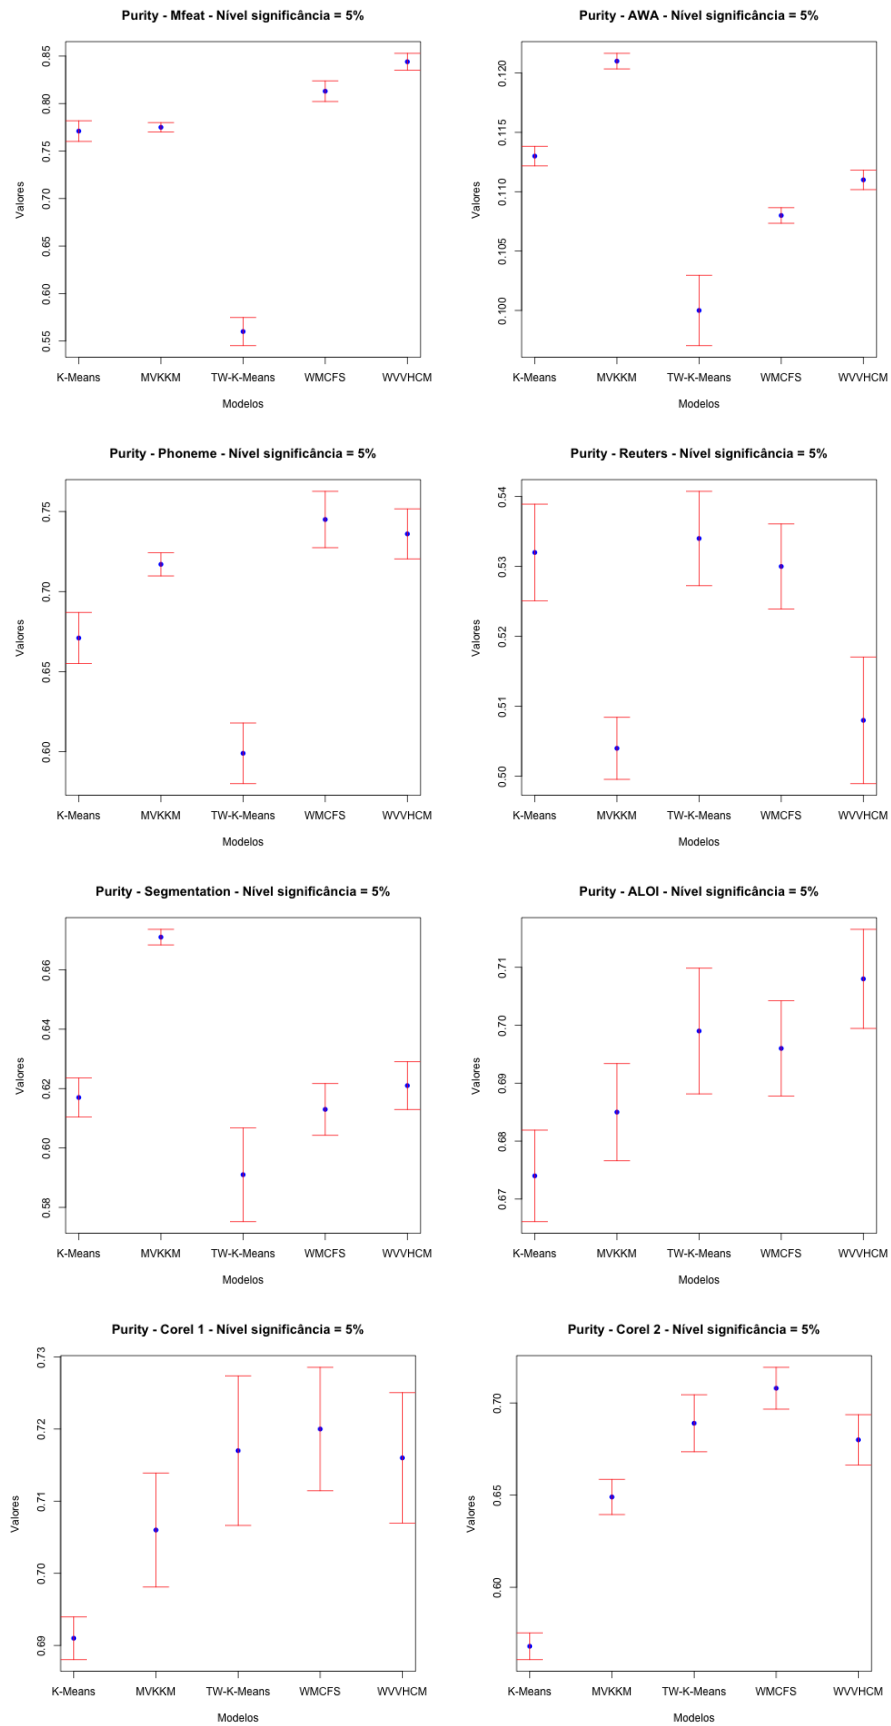 Purity - Mfeat - Nível significância = 5%
Valores
0.55 0.60 0.65 0.70 0.75 0.80 0.85
K-Means MVKKM TW-K-Means WMCFS WVVHCM
Modelos
Purity - AWA - Nível significância = 5%
Valores
0.100 0.105 0.110 0.115 0.120
K-Means MVKKM TW-K-Means WMCFS WVVHCM
Modelos
Purity - Phoneme - Nível significância = 5%
Valores
0.60 0.65 0.70 0.75
K-Means MVKKM TW-K-Means WMCFS WVVHCM
Modelos
Purity - Reuters - Nível significância = 5%
Valores
0.50 0.51 0.52 0.53 0.54
K-Means MVKKM TW-K-Means WMCFS WVVHCM
Modelos
Purity - Segmentation - Nível significância = 5%
Valores
0.58 0.60 0.62 0.64 0.66
K-Means MVKKM TW-K-Means WMCFS WVVHCM
Modelos
Purity - ALOI - Nível significância = 5%
Valores
0.67 0.68 0.69 0.70 0.71
K-Means MVKKM TW-K-Means WMCFS WVVHCM
Modelos
Purity - Corel 1 - Nível significância = 5%
Valores
0.69 0.70 0.71 0.72 0.73
K-Means MVKKM TW-K-Means WMCFS WVVHCM
Modelos
Purity - Corel 2 - Nível significância = 5%
Valores
0.60 0.65 0.70
K-Means MVKKM TW-K-Means WMCFS WVVHCM
Modelos